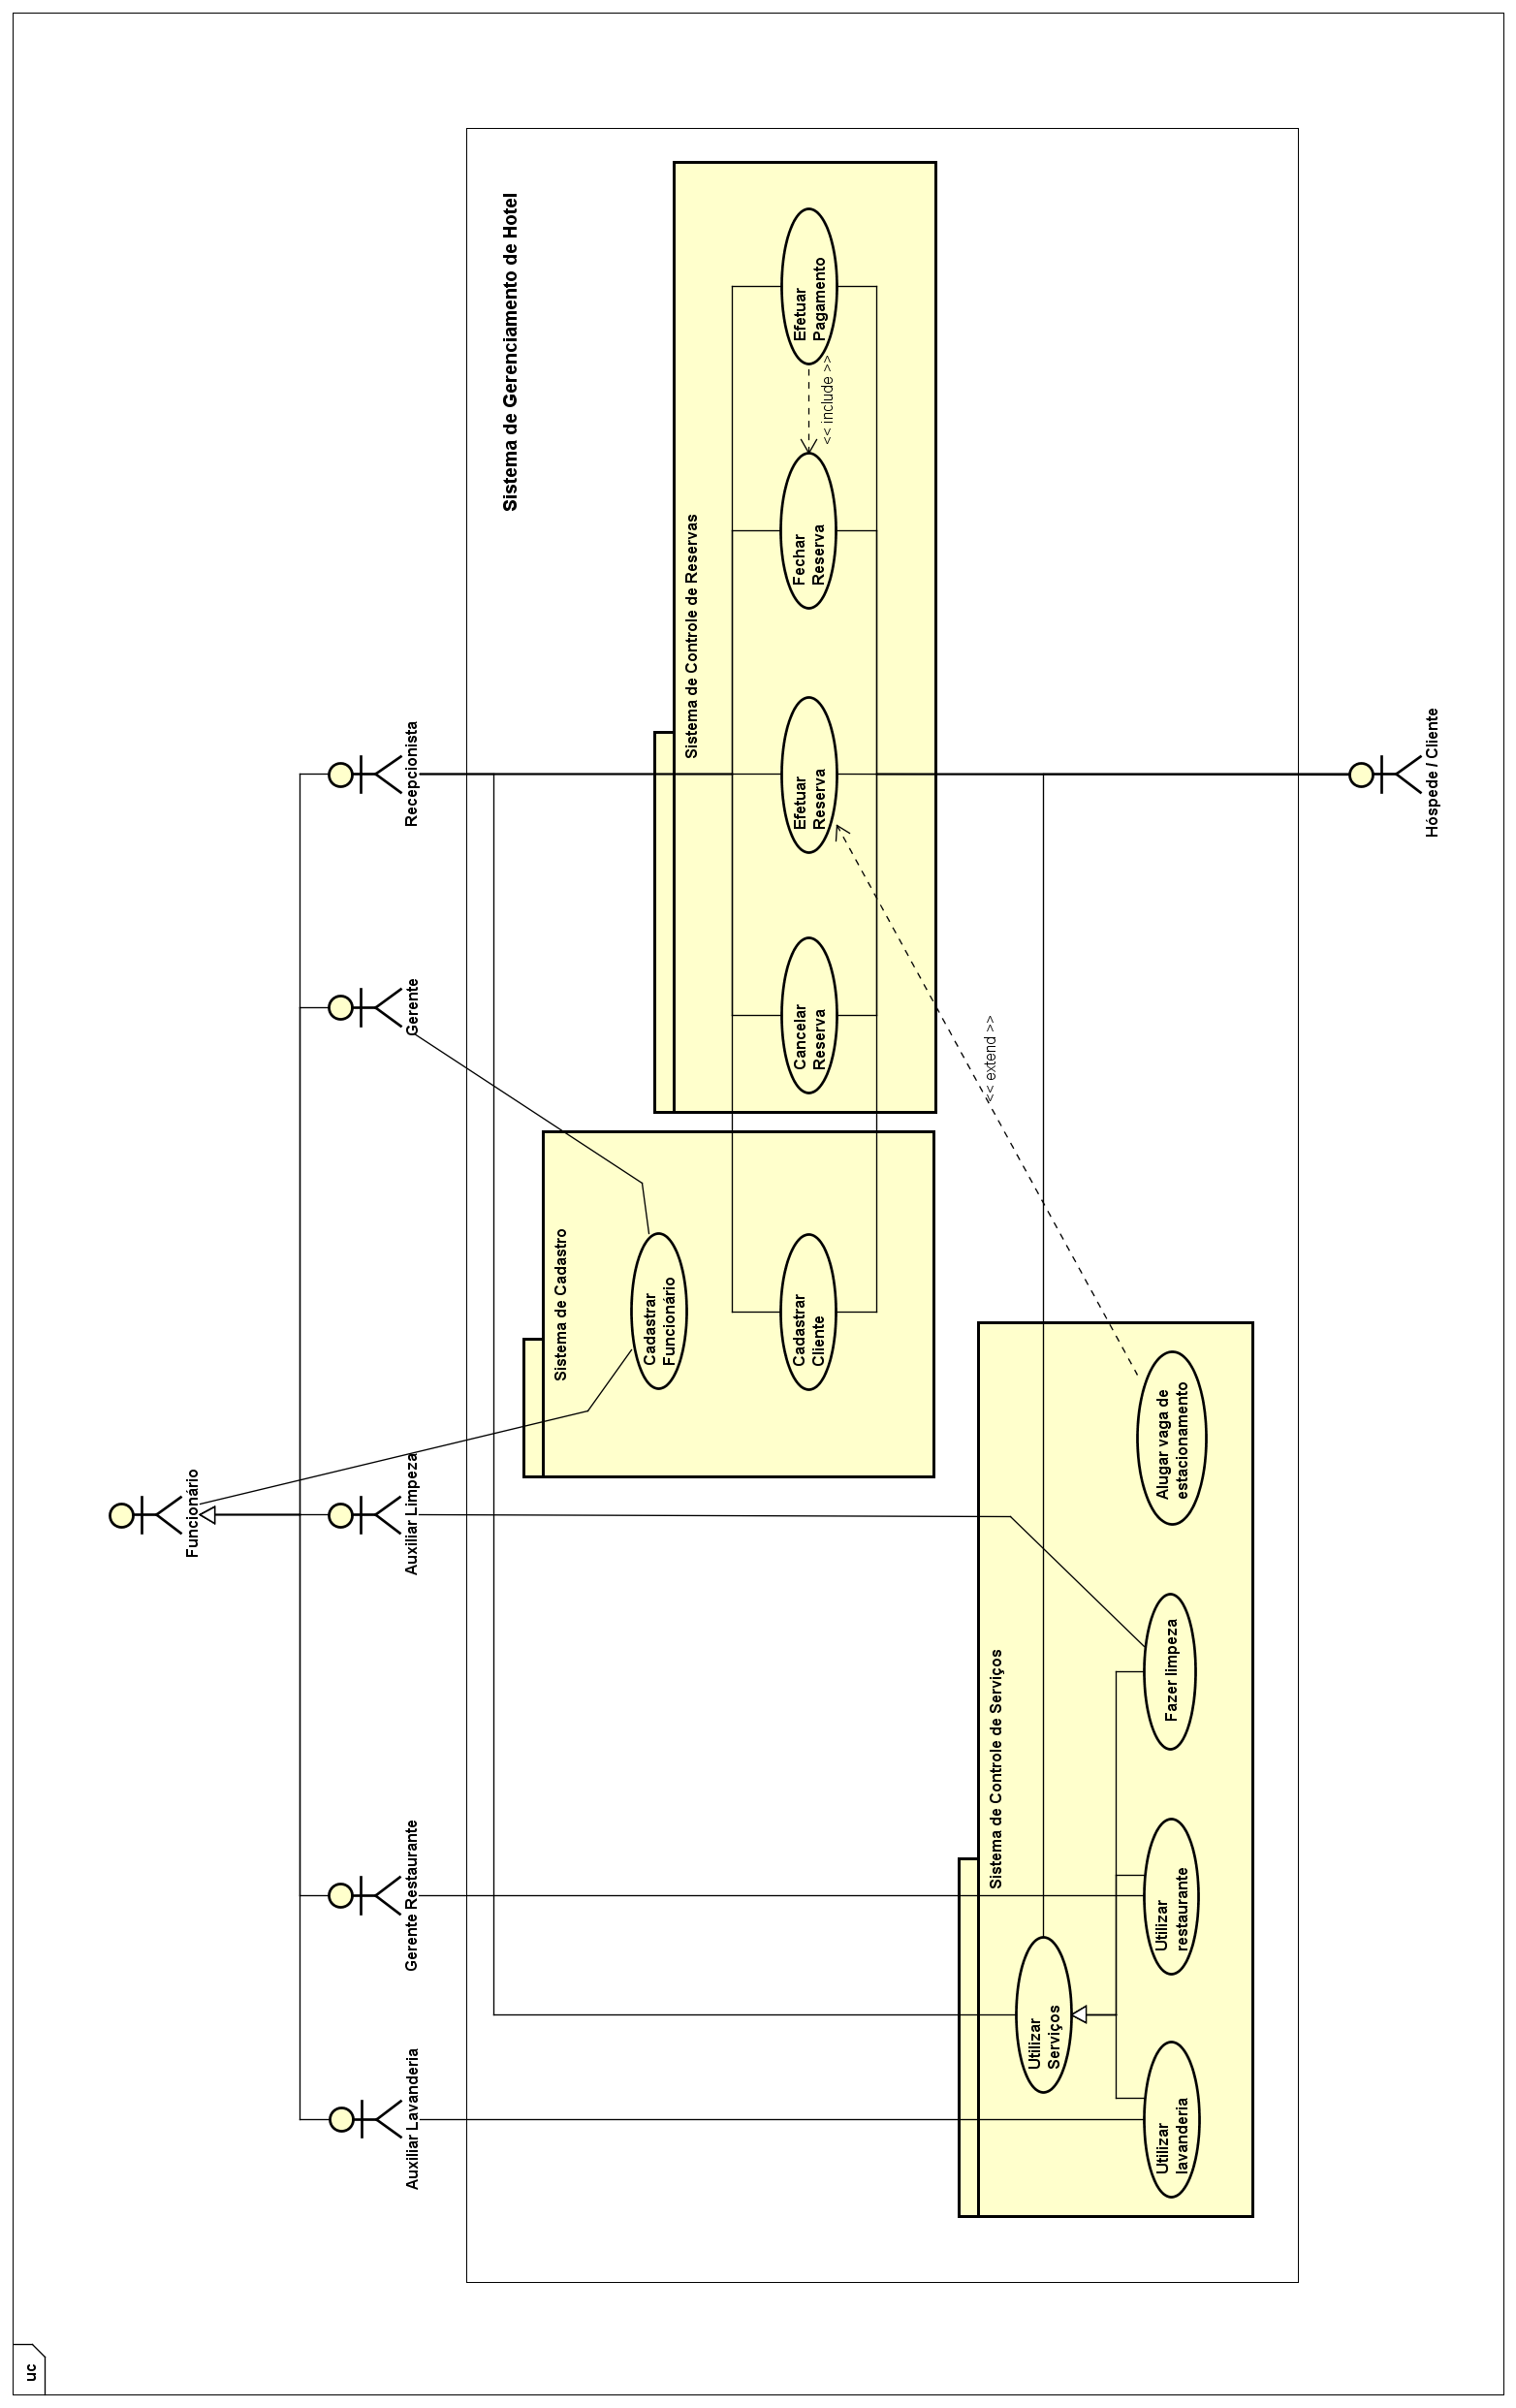 uc
Funcionário
Auxiliar Lavanderia
Gerente Restaurante
Auxiliar Limpeza
Gerente
Recepcionista
Sistema de Gerenciamento de Hotel
Sistema de Cadastro
Cadastrar
Funcionário
Cadastrar
Cliente
Sistema de Controle de Reservas
Cancelar
Reserva
Efetuar
Reserva
Fechar
Reserva
<< include >>
Efetuar
Pagamento
<< extend >>
Sistema de Controle de Serviços
Utilizar
Serviços
Utilizar
lavanderia
Utilizar
restaurante
Fazer limpeza
Alugar vaga de
estacionamento
Hóspede / Cliente